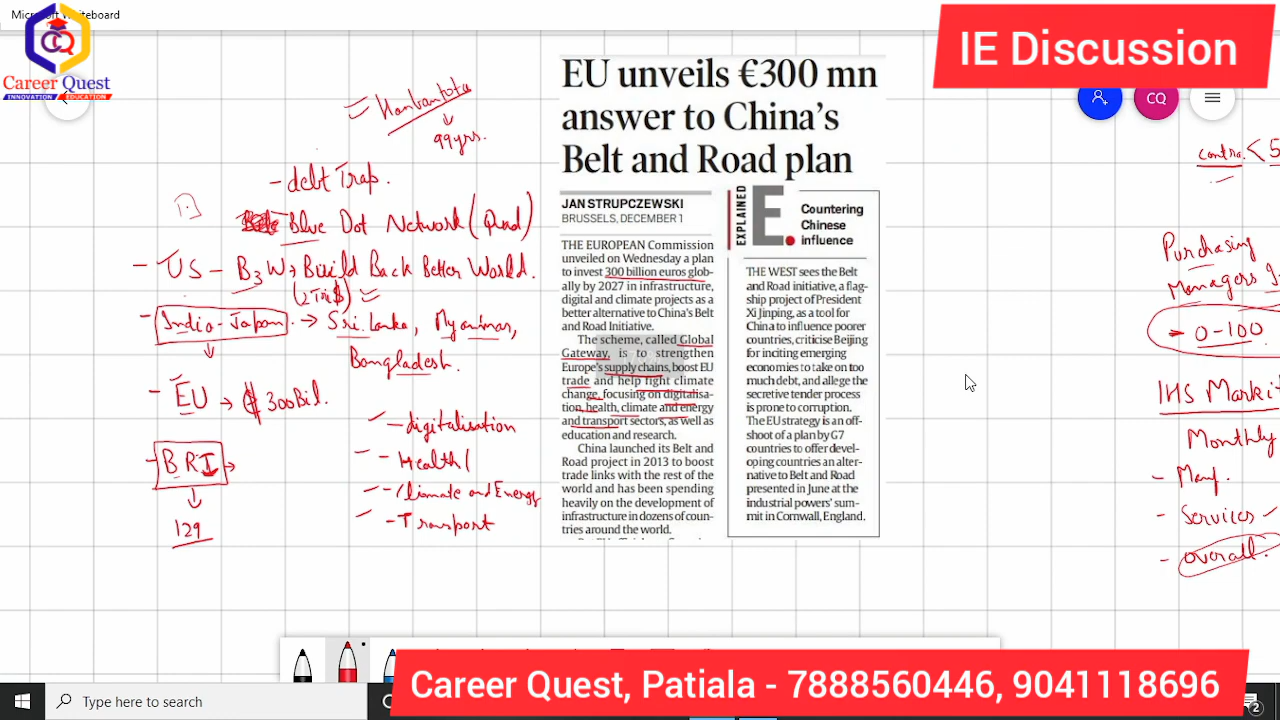 Microsoft Whiteboard
CQ
Career Quest
INNOVATION EDUCATION
IE Discussion
CQ
Hambantota
99yrs.
- debt Trap.
Blue Dot Network (Quad)
- US - B3W → Build Back Better World.
(2 Tri $)
- India-Japan. → Sri Lanka, Myanmar,
Bangladesh.
- EU → $ 300 Bil.
- digitalisation
- Health
- Climate and Energy
- Transport
- BRI →
129
EU unveils €300 mn
answer to China's
Belt and Road plan
JAN STRUPCZEWSKI
BRUSSELS, DECEMBER 1
THE EUROPEAN Commission
unveiled on Wednesday a plan
to invest 300 billion euros glob-
ally by 2027 in infrastructure,
digital and climate projects as a
better alternative to China's Belt
and Road Initiative.
The scheme, called Global
Gateway, is to strengthen
Europe's supply chains, boost EU
trade and help fight climate
change, focusing on digitalisa-
tion, health, climate and energy
and transport sectors, as well as
education and research.
China launched its Belt and
Road project in 2013 to boost
trade links with the rest of the
world and has been spending
heavily on the development of
infrastructure in dozens of coun-
tries around the world.
EXPLAINED
E.
Countering
Chinese
influence
THE WEST sees the Belt
and Road initiative, a flag-
ship project of President
Xi Jinping, as a tool for
China to influence poorer
countries, criticise Beijing
for inciting emerging
economies to take on too
much debt, and allege the
secretive tender process
is prone to corruption.
The EU strategy is an off-
shoot of a plan by G7
countries to offer devel-
oping countries an alter-
native to Belt and Road
presented in June at the
industrial powers' sum-
mit in Cornwall, England.
contra. < 5
Purchasing
Managers I
- 0-100
IHS Marki
Monthly
- Manf.
- Services -
- overall.
Type here to search
2
Career Quest, Patiala - 7888560446, 9041118696